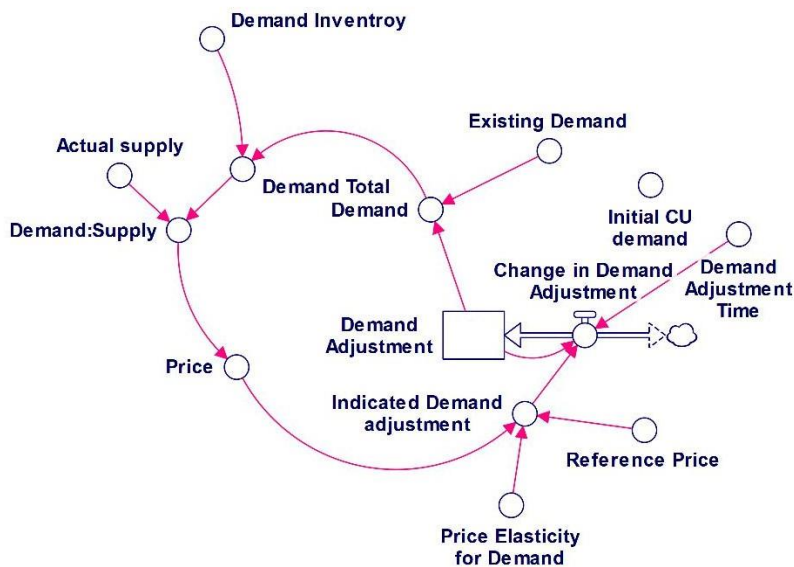 Demand Inventroy
Actual supply
Existing Demand
Demand Total
Demand
Initial CU
demand
Demand:Supply
Change in Demand
Adjustment
Demand
Adjustment
Time
Demand
Adjustment
Price
Indicated Demand
adjustment
Reference Price
Price Elasticity
for Demand